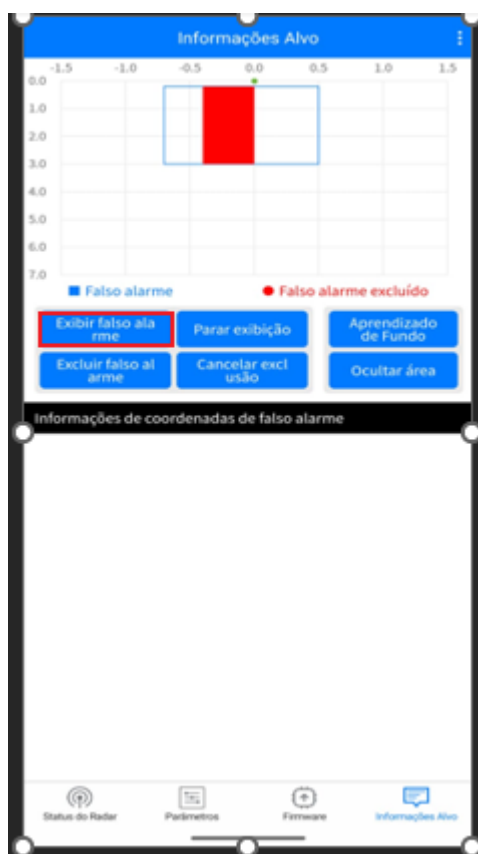 Informações Alvo
-1.5 -1.0 -0.5 0.0 0.5 1.0 1.5
0.0
1.0
2.0
3.0
4.0
5.0
6.0
7.0
Falso alarme Falso alarme excluído
Exibir falso ala
rme
Parar exibição
Aprendizado
de Fundo
Excluir falso al
arme
Cancelar excl
usão
Ocultar área
Informações de coordenadas de falso alarme
Status do Radar Parâmetros Firmware Informações Alvo